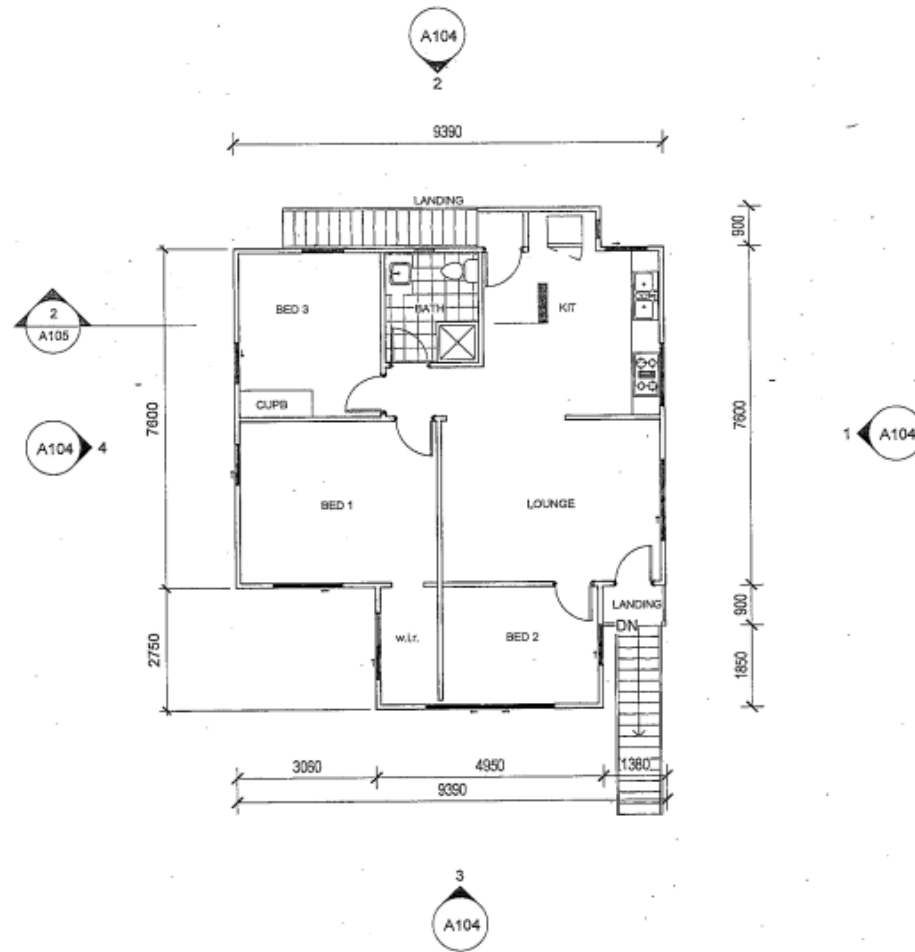 A104
2
9390
LANDING
900
2
A105
BED 3
BATH
KIT
CUPB
7600
A104
4
7600
1
A104
BED 1
LOUNGE
LANDING
DN
900
w.i.r.
BED 2
2750
1850
3060
4950
1380
9390
3
A104